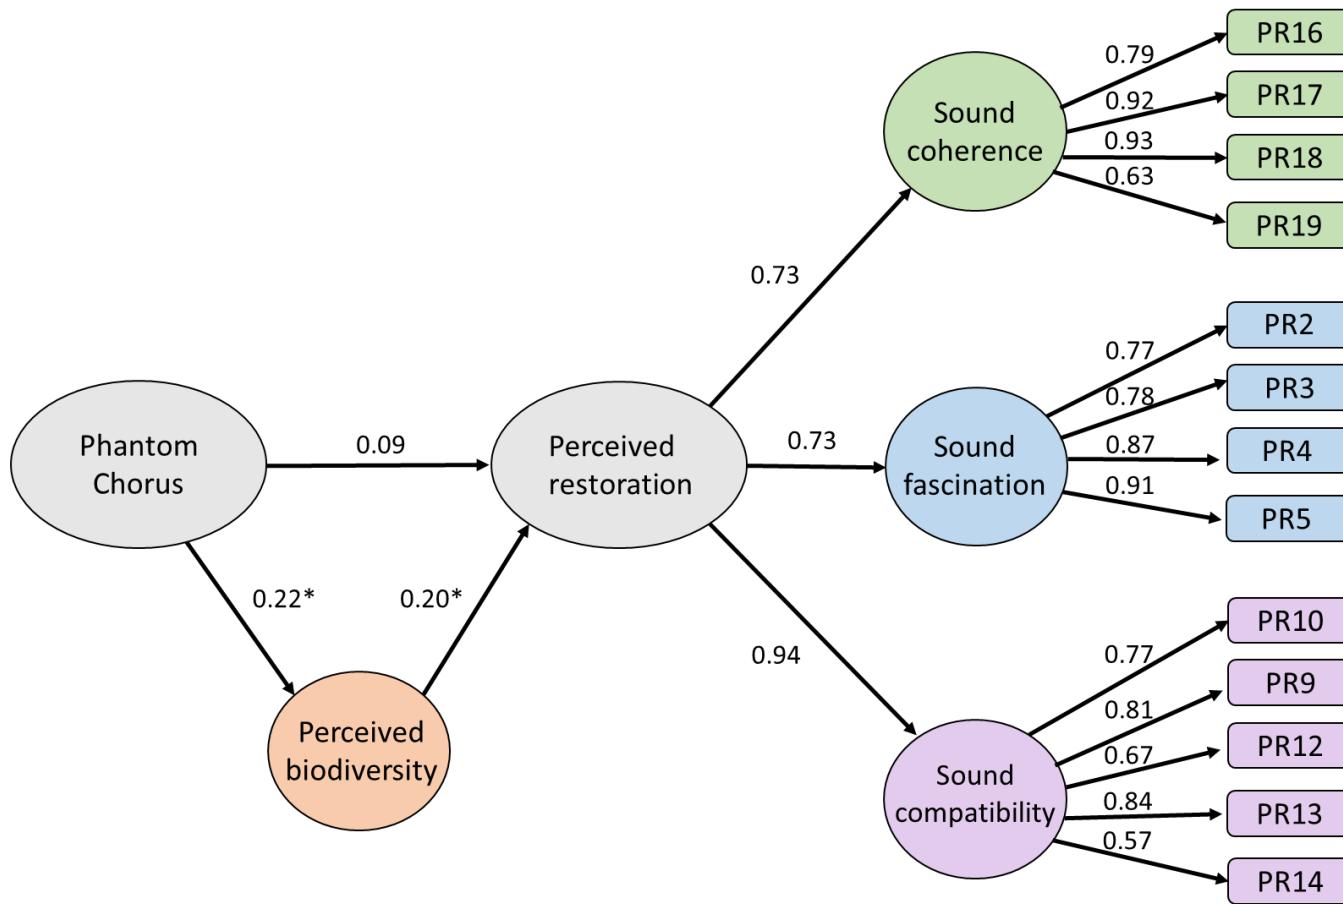 PR16
0.79
PR17
0.92
Sound
coherence
0.93
PR18
0.63
PR19
0.73
PR2
0.77
PR3
0.78
Phantom
Chorus
0.09
Perceived
restoration
0.73
Sound
fascination
0.87
PR4
0.91
PR5
0.22*
0.20*
0.94
PR10
0.77
PR9
0.81
Perceived
biodiversity
0.67
PR12
Sound
compatibility
0.84
PR13
0.57
PR14